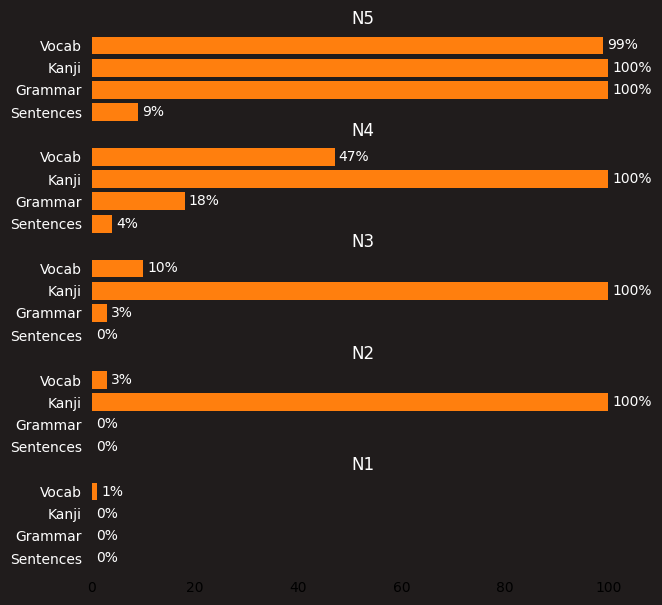 N5
Vocab 99%
Kanji 100%
Grammar 100%
Sentences 9%
N4
Vocab 47%
Kanji 100%
Grammar 18%
Sentences 4%
N3
Vocab 10%
Kanji 100%
Grammar 3%
Sentences 0%
N2
Vocab 3%
Kanji 100%
Grammar 0%
Sentences 0%
N1
Vocab 1%
Kanji 0%
Grammar 0%
Sentences 0%
0 20 40 60 80 100